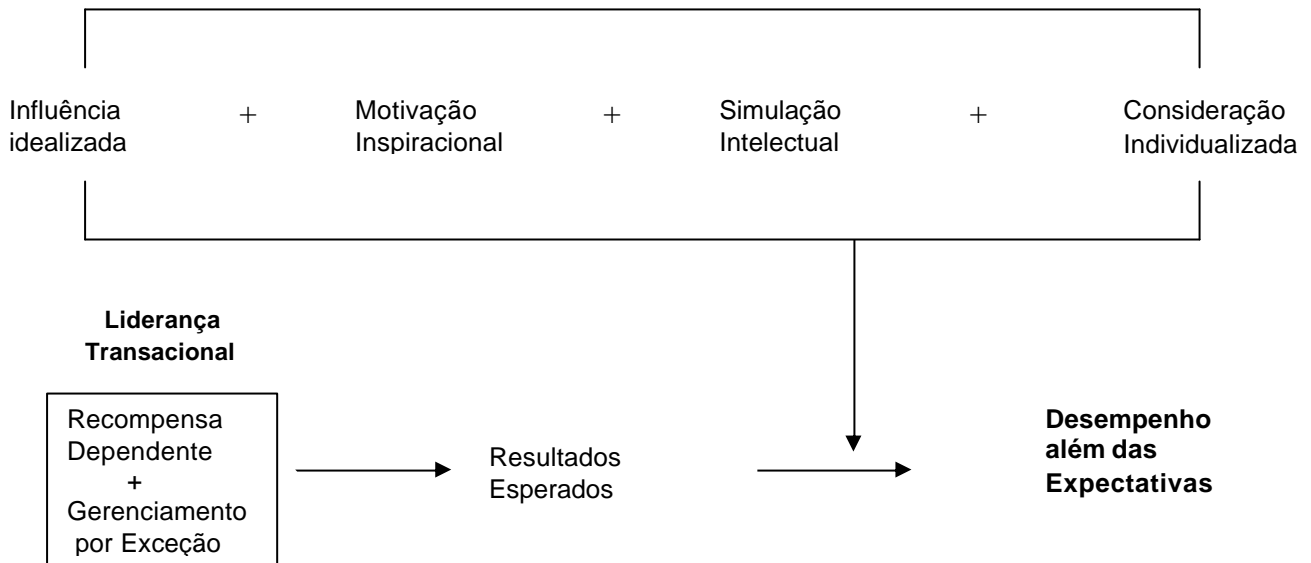 Influência
idealizada
+
Motivação
Inspiracional
+
Simulação
Intelectual
+
Consideração
Individualizada
Liderança
Transacional
Recompensa
Dependente
+
Gerenciamento
por Exceção
Resultados
Esperados
Desempenho
além das
Expectativas